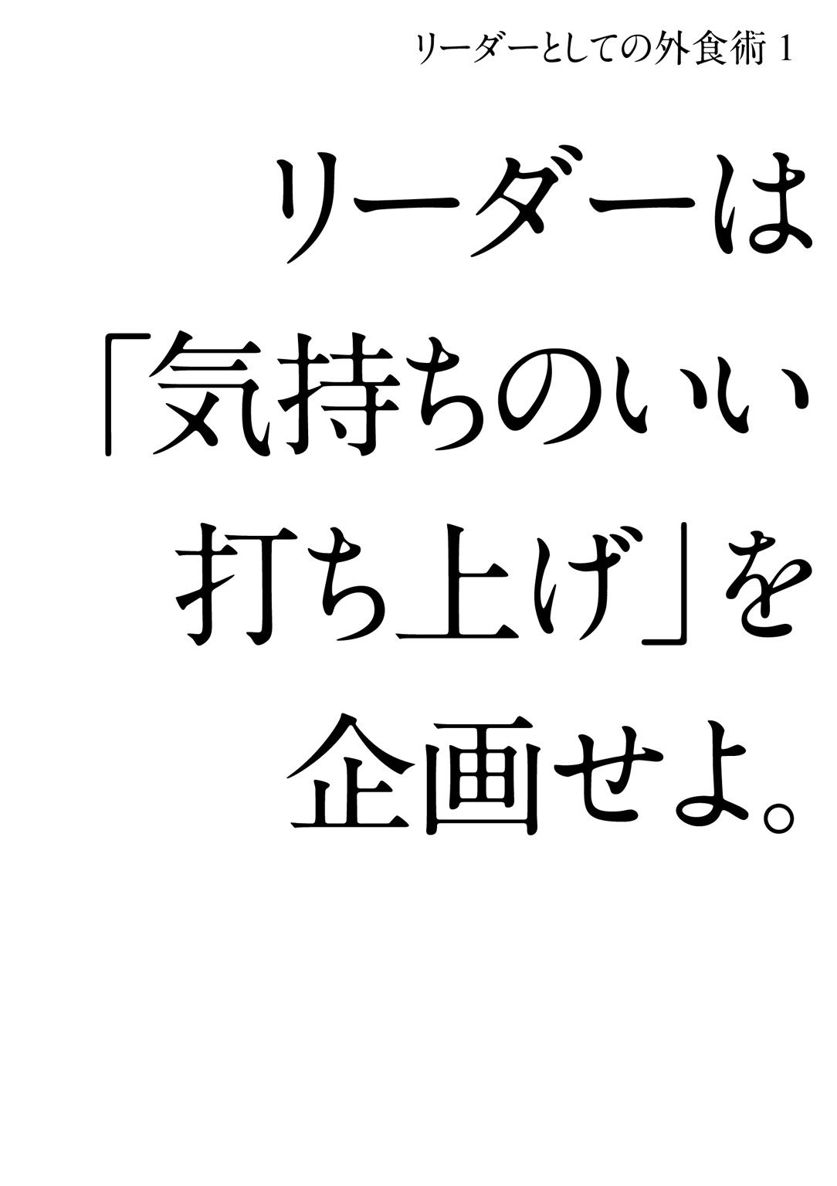 リーダーとしての外食術 1
リーダーは
「気持ちのいい
打ち上げ」を
企画せよ。